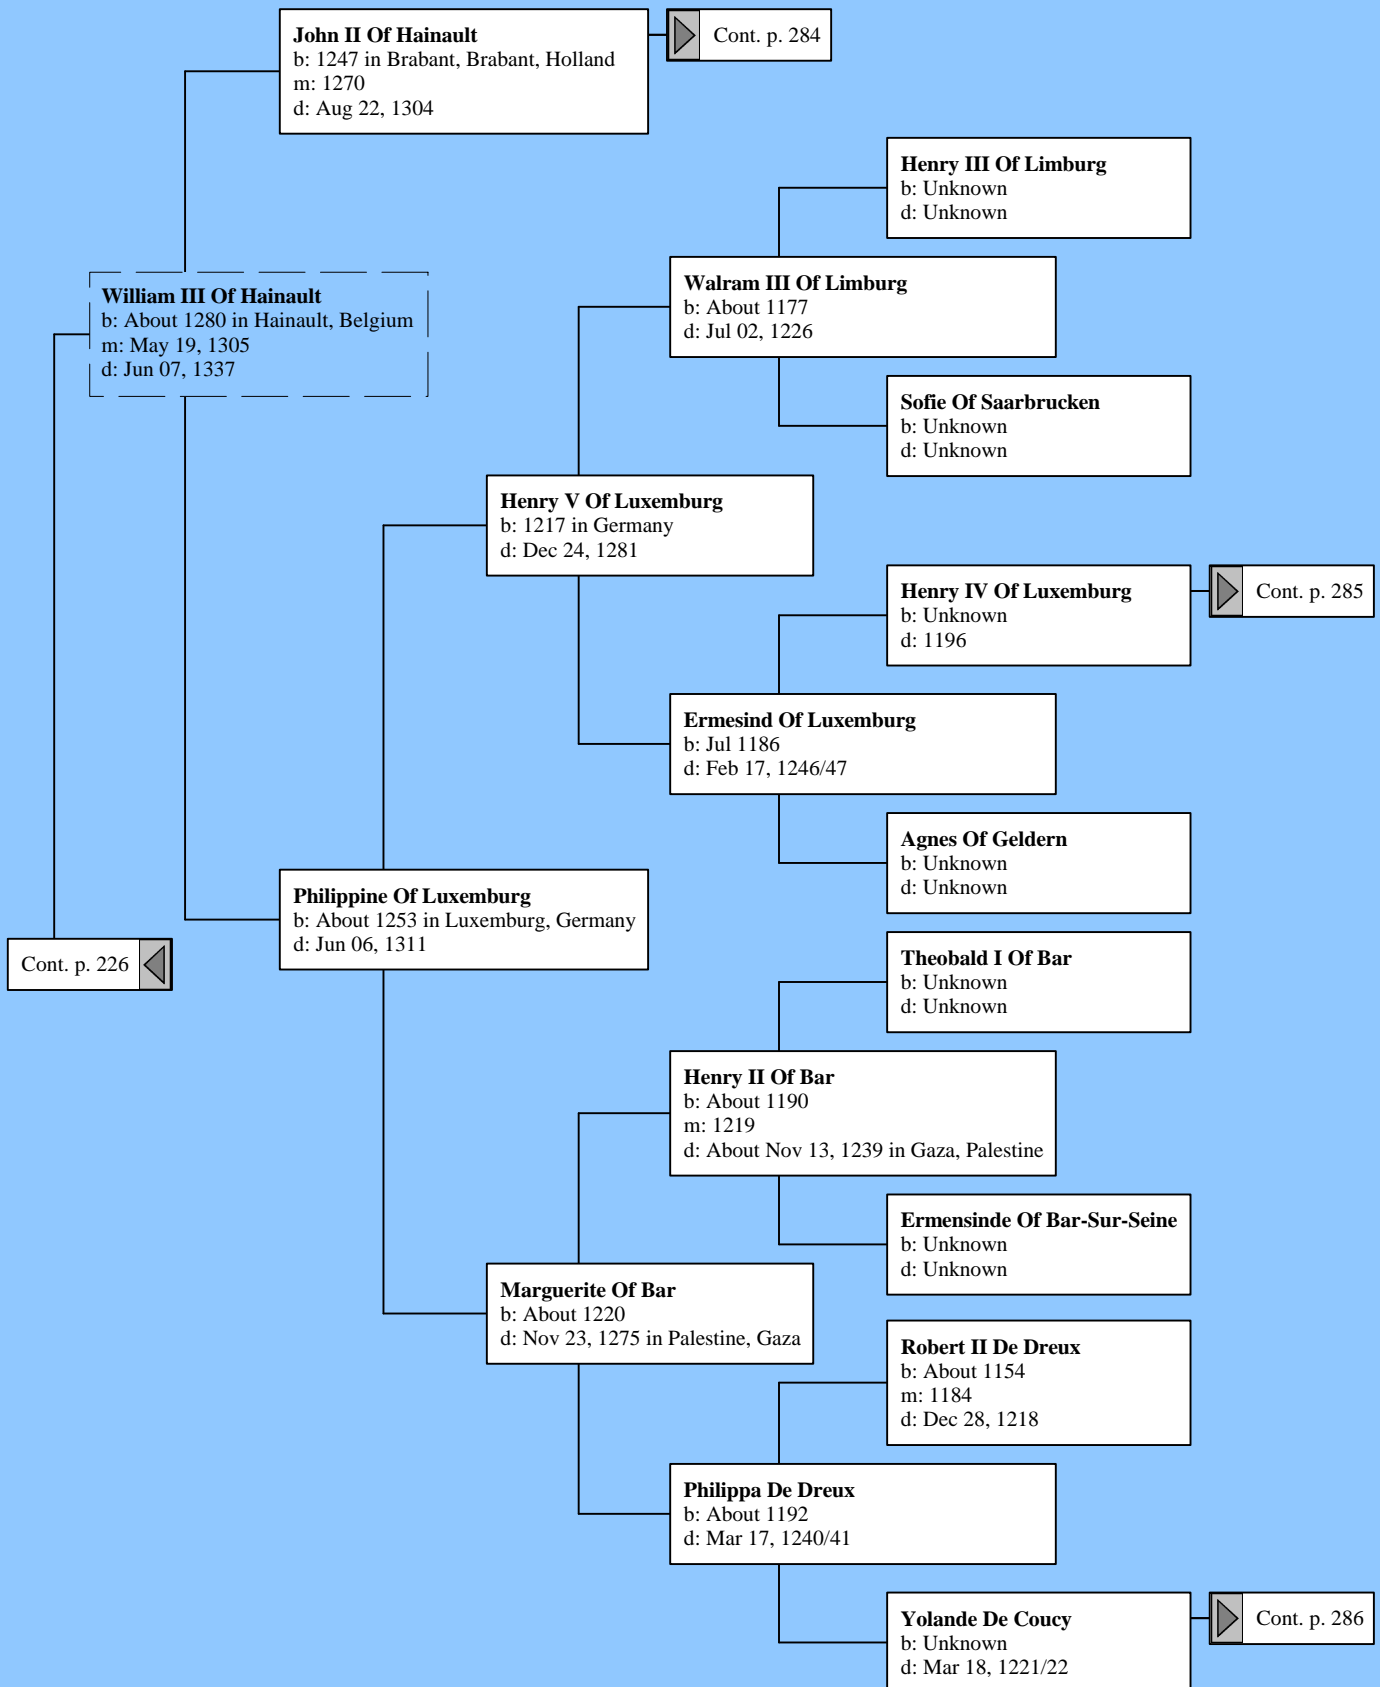 John II Of Hainault
b: 1247 in Brabant, Brabant, Holland
m: 1270
d: Aug 22, 1304
Cont. p. 284
Henry III Of Limburg
b: Unknown
d: Unknown
Walram III Of Limburg
b: About 1177
d: Jul 02, 1226
William III Of Hainault
b: About 1280 in Hainault, Belgium
m: May 19, 1305
d: Jun 07, 1337
Sofie Of Saarbrucken
b: Unknown
d: Unknown
Henry V Of Luxemburg
b: 1217 in Germany
d: Dec 24, 1281
Henry IV Of Luxemburg
b: Unknown
d: 1196
Cont. p. 285
Ermesind Of Luxemburg
b: Jul 1186
d: Feb 17, 1246/47
Agnes Of Geldern
b: Unknown
d: Unknown
Philippine Of Luxemburg
b: About 1253 in Luxemburg, Germany
d: Jun 06, 1311
Cont. p. 226
Theobald I Of Bar
b: Unknown
d: Unknown
Henry II Of Bar
b: About 1190
m: 1219
d: About Nov 13, 1239 in Gaza, Palestine
Ermensinde Of Bar-Sur-Seine
b: Unknown
d: Unknown
Marguerite Of Bar
b: About 1220
d: Nov 23, 1275 in Palestine, Gaza
Robert II De Dreux
b: About 1154
m: 1184
d: Dec 28, 1218
Philippa De Dreux
b: About 1192
d: Mar 17, 1240/41
Yolande De Coucy
b: Unknown
d: Mar 18, 1221/22
Cont. p. 286